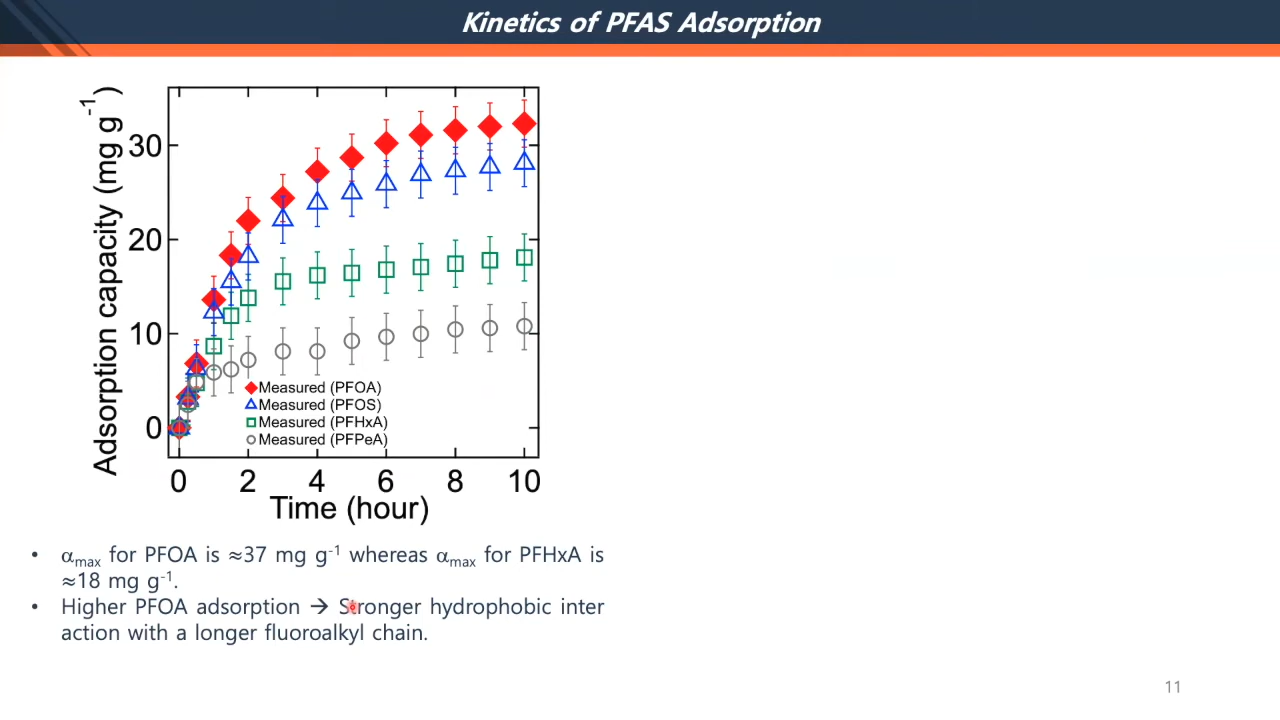 Kinetics of PFAS Adsorption
Adsorption capacity (mg g-1)
30
20
10
0
Measured (PFOA)
Measured (PFOS)
Measured (PFHxA)
Measured (PFPeA)
0 2 4 6 8 10
Time (hour)
• αmax for PFOA is ≈37 mg g-1 whereas αmax for PFHxA is
≈18 mg g-1.
• Higher PFOA adsorption → Stronger hydrophobic inter
action with a longer fluoroalkyl chain.
11